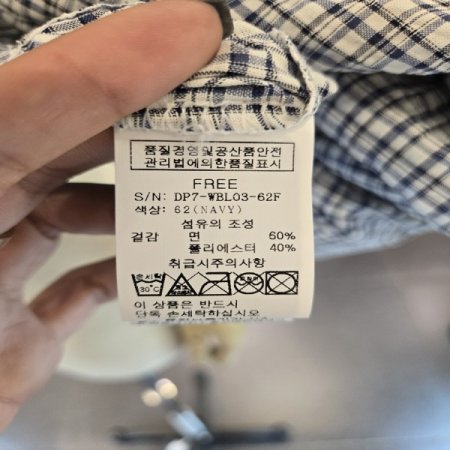 품질경영및공산품안전
관리법에의한품질표시
FREE
S/N: DP7-WBL03-62F
색상: 62(NAVY)
섬유의 조성
겉감 면 60%
폴리에스터 40%
취급시주의사항
손세탁
30℃
이 상품은 반드시
단독 손세탁하십시오